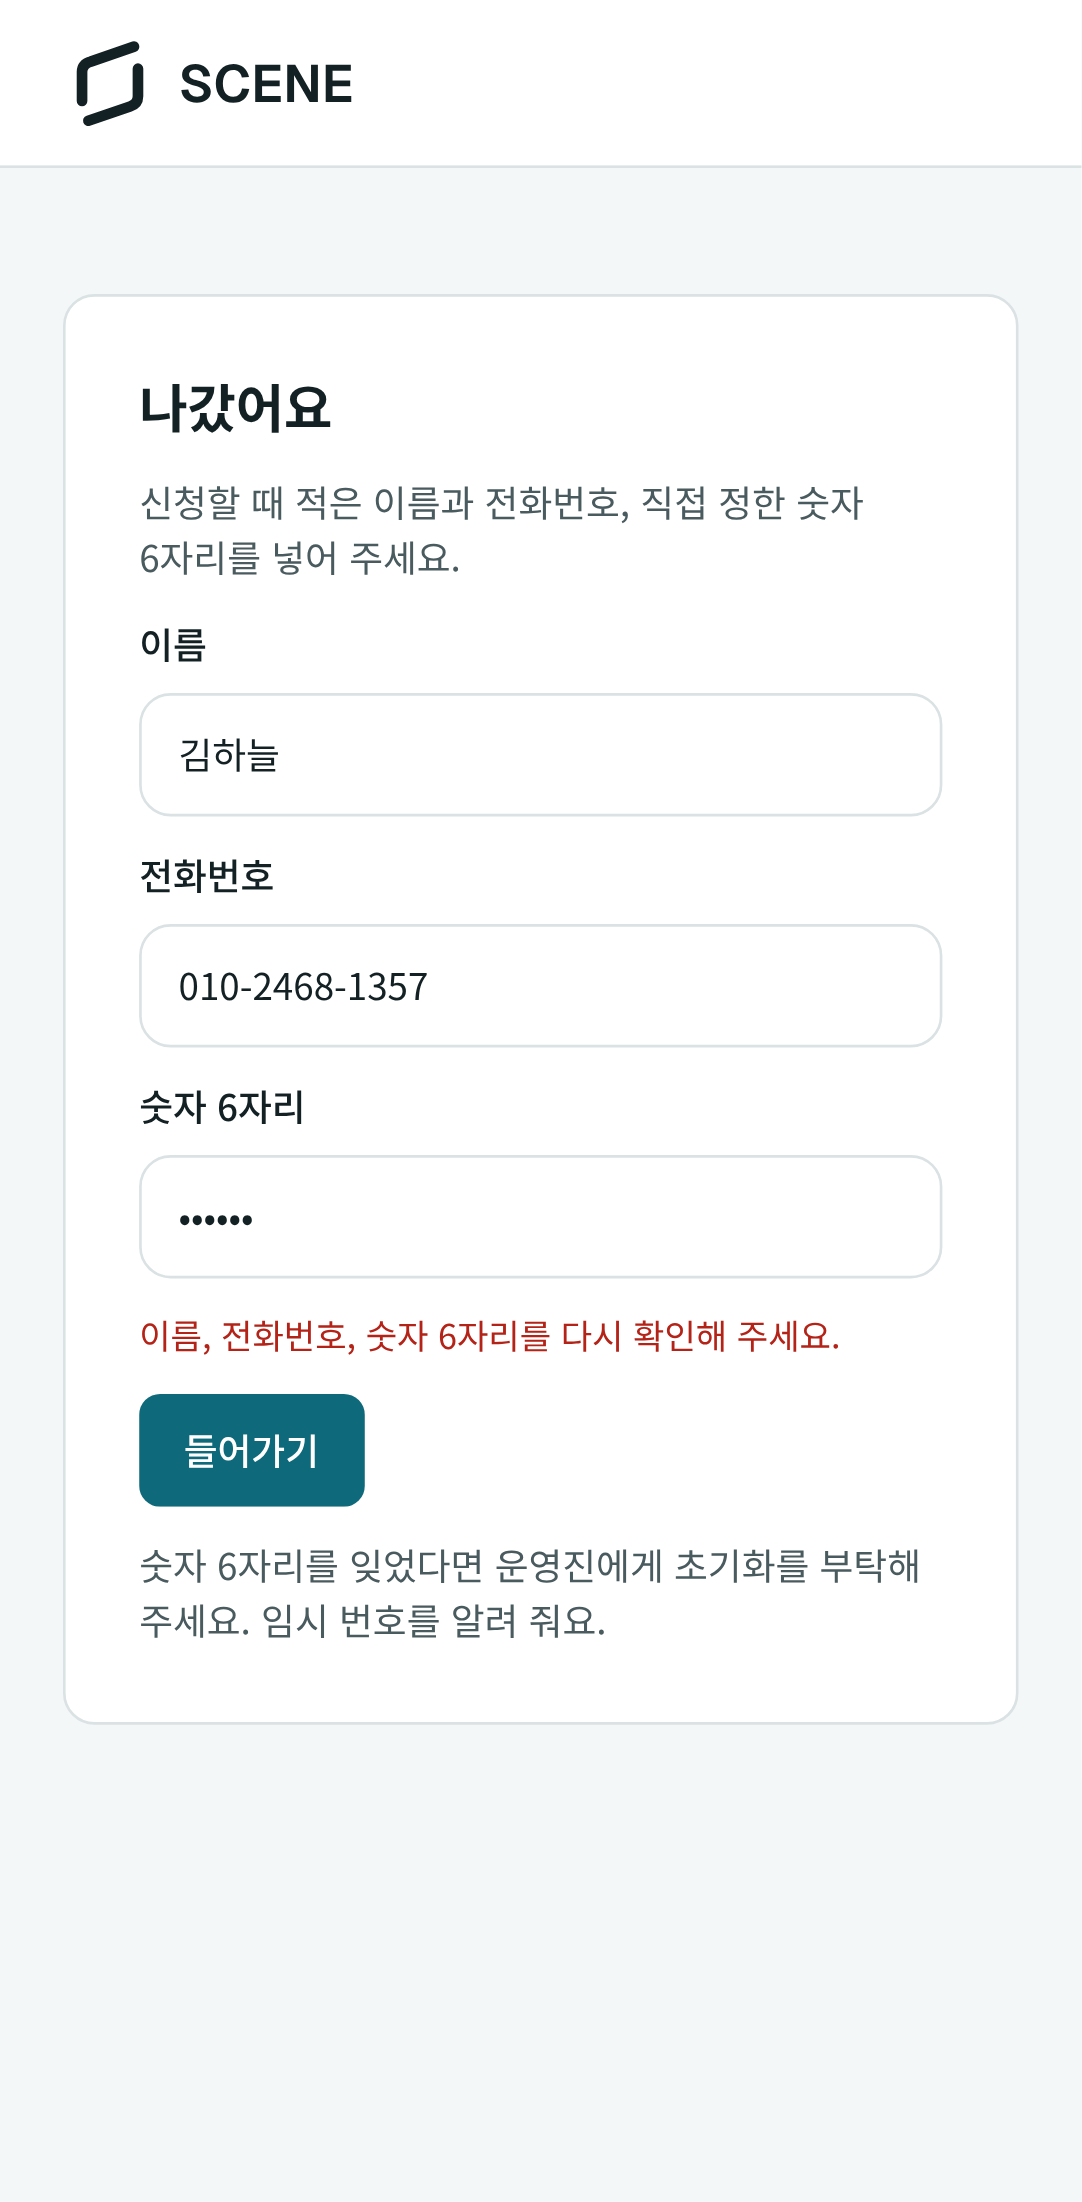 SCENE
나갔어요
신청할 때 적은 이름과 전화번호, 직접 정한 숫자
6자리를 넣어 주세요.
이름
김하늘
전화번호
010-2468-1357
숫자 6자리
••••••
이름, 전화번호, 숫자 6자리를 다시 확인해 주세요.
들어가기
숫자 6자리를 잊었다면 운영진에게 초기화를 부탁해
주세요. 임시 번호를 알려 줘요.